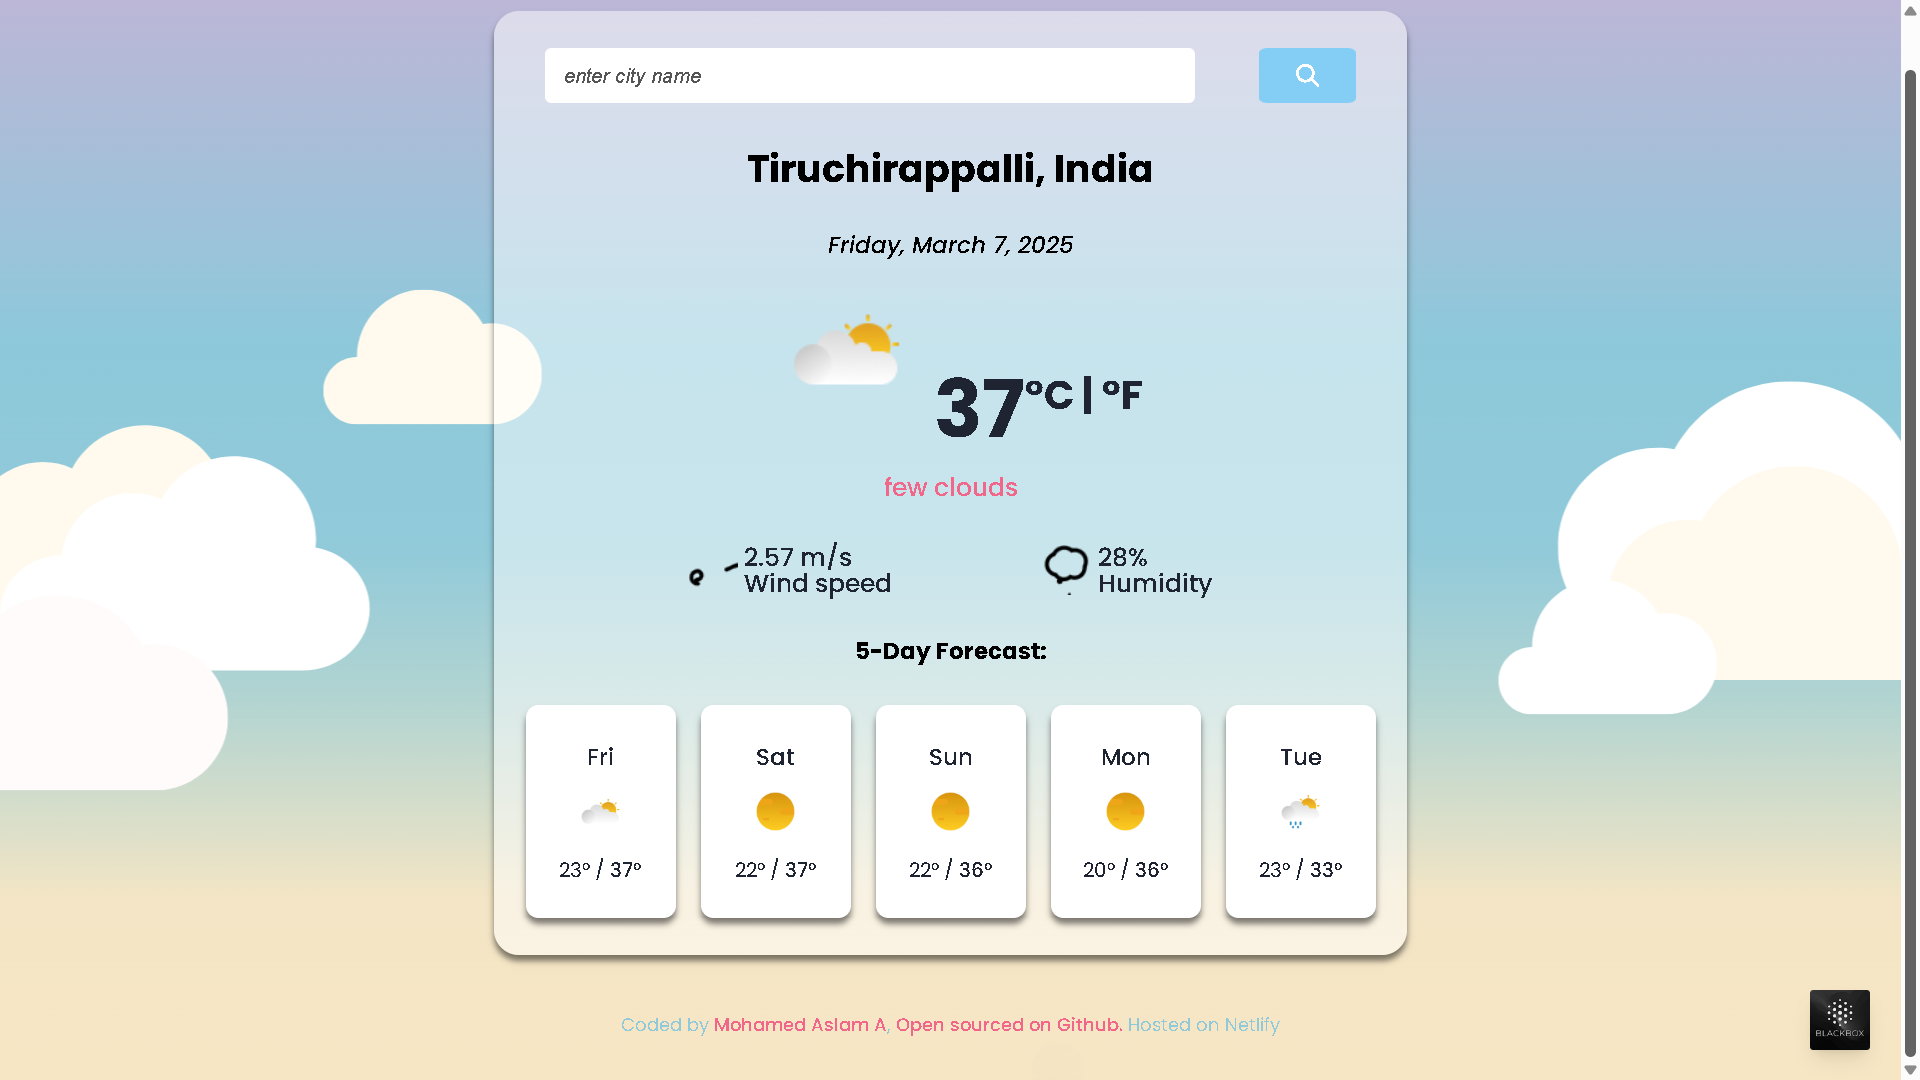 enter city name
Tiruchirappalli, India
Friday, March 7, 2025
37°C | °F
few clouds
2.57 m/s
Wind speed
28%
Humidity
5-Day Forecast:
Fri
23° / 37°
Sat
22° / 37°
Sun
22° / 36°
Mon
20° / 36°
Tue
23° / 33°
Coded by Mohamed Aslam A, Open sourced on Github. Hosted on Netlify
BLACKBOX